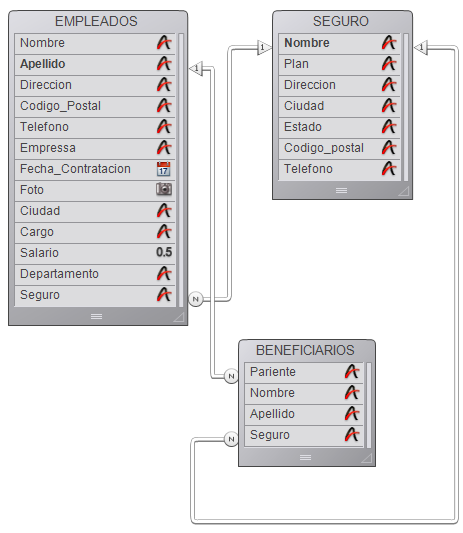 EMPLEADOS
Nombre
Apellido
Direccion
Codigo_Postal
Telefono
Empressa
Fecha_Contratacion
17
Foto
Ciudad
Cargo
Salario 0.5
Departamento
Seguro
N
1
1
SEGURO
Nombre
Plan
Direccion
Ciudad
Estado
Codigo_postal
Telefono
1
BENEFICIARIOS
N
Pariente
Nombre
Apellido
N
Seguro